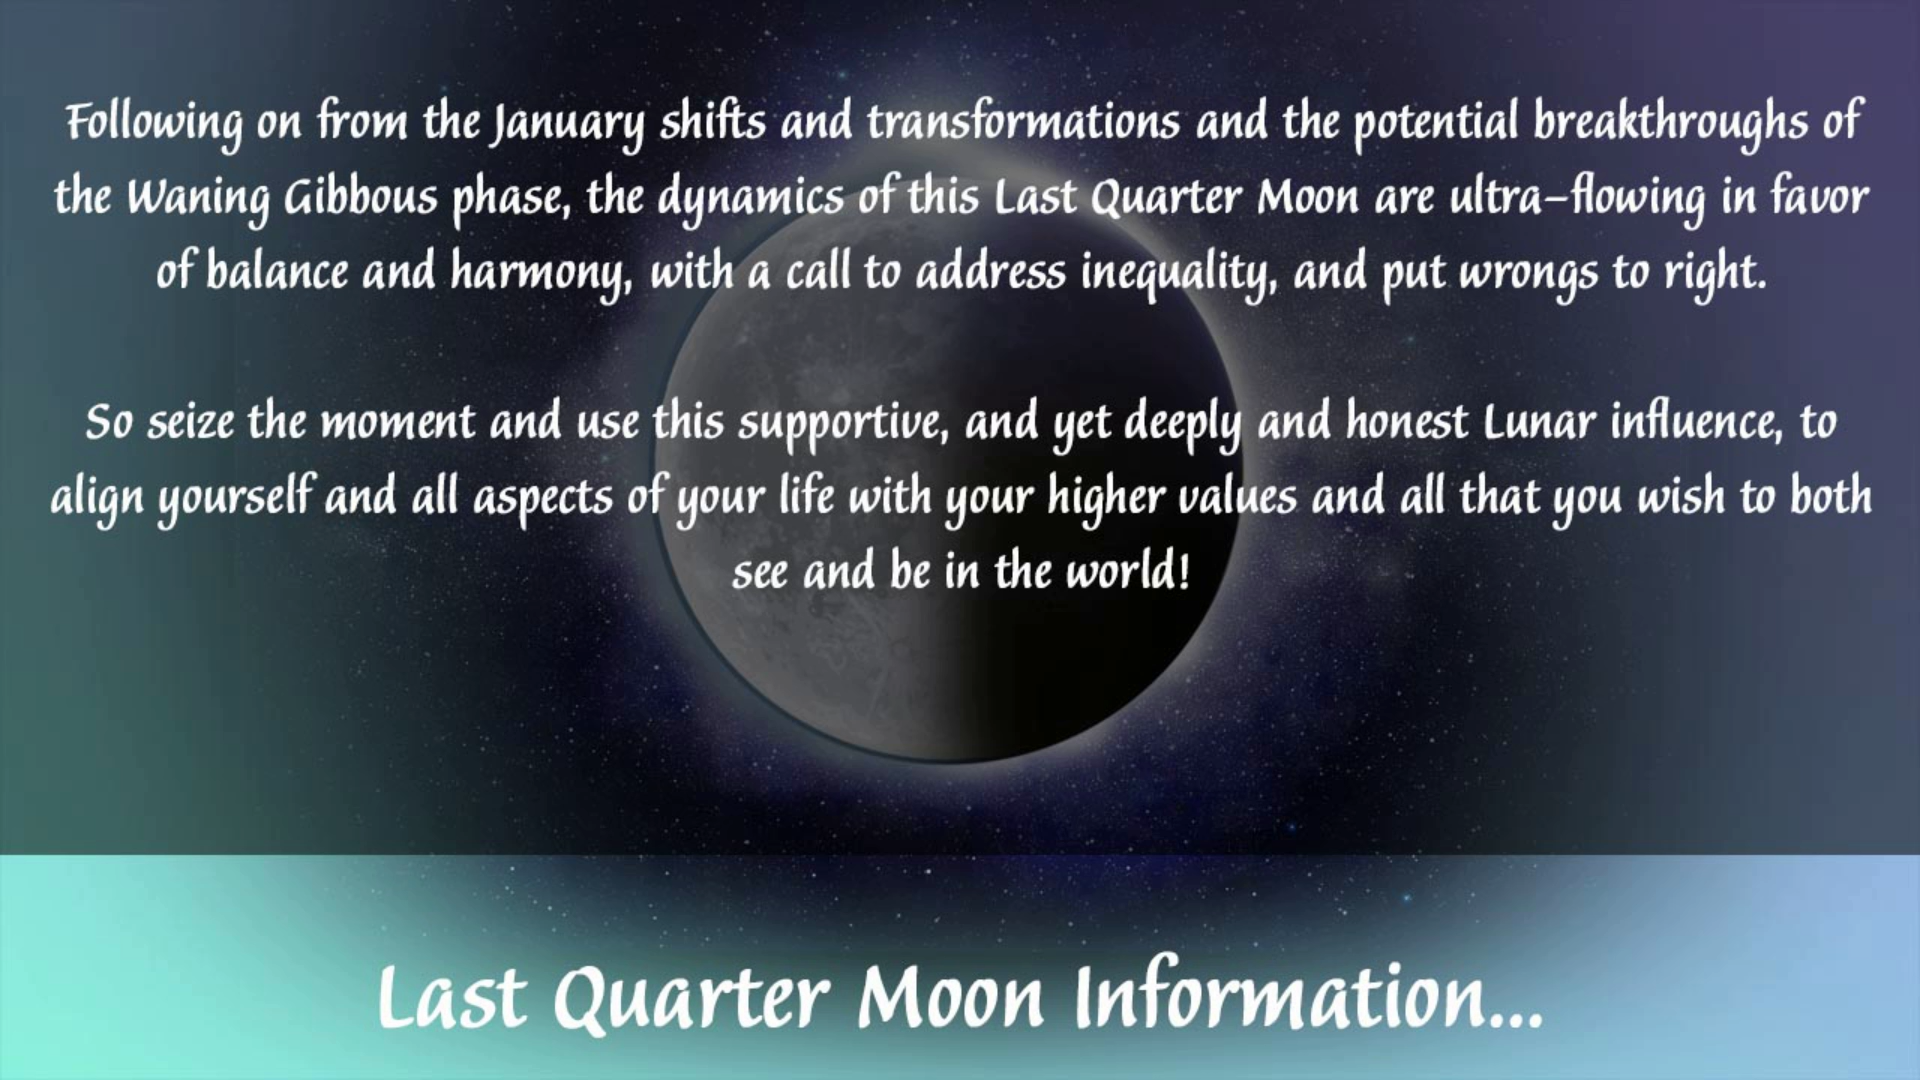 Following on from the January shifts and transformations and the potential breakthroughs of
the Waning Gibbous phase, the dynamics of this Last Quarter Moon are ultra-flowing in favor
of balance and harmony, with a call to address inequality, and put wrongs to right.
So seize the moment and use this supportive, and yet deeply and honest Lunar influence, to
align yourself and all aspects of your life with your higher values and all that you wish to both
see and be in the world!
Last Quarter Moon Information...